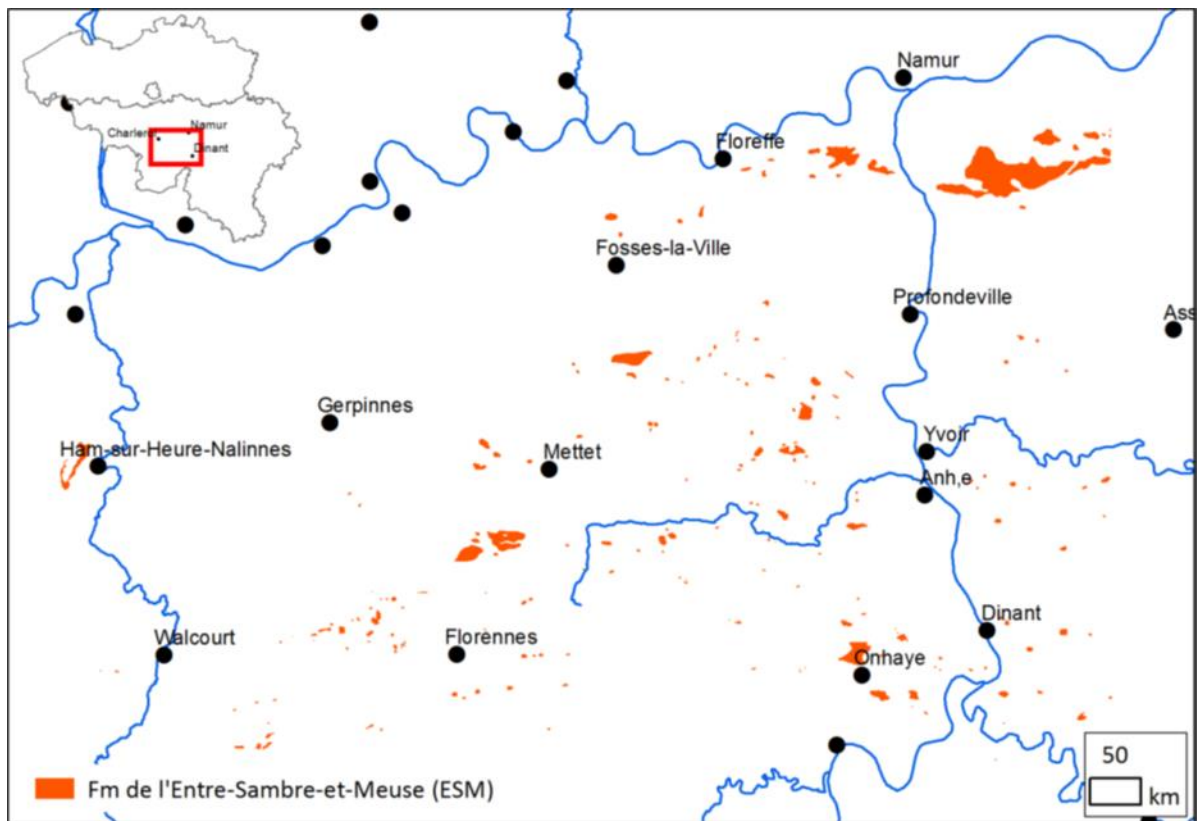 Namur
Charleroi
Namur
Dinant
Floreffe
Fosses-la-Ville
Profondeville
Ass
Gerpinnes
Ham-sur-Heure-Nalinnes
Mettet
Yvoir
Anh,e
Dinant
Walcourt
Florennes
Onhaye
50
km
Fm de l'Entre-Sambre-et-Meuse (ESM)